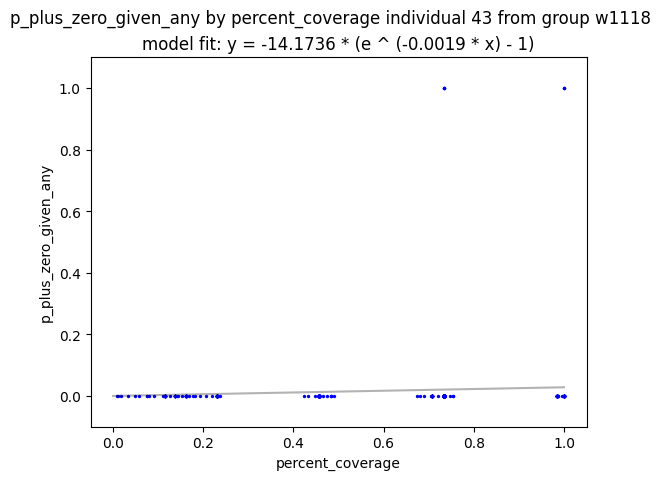 p_plus_zero_given_any by percent_coverage individual 43 from group w1118
model fit: y = -14.1736 * (e ^ (-0.0019 * x) - 1)
1.0
0.8
0.6
0.4
0.2
0.0
p_plus_zero_given_any
0.0 0.2 0.4 0.6 0.8 1.0
percent_coverage